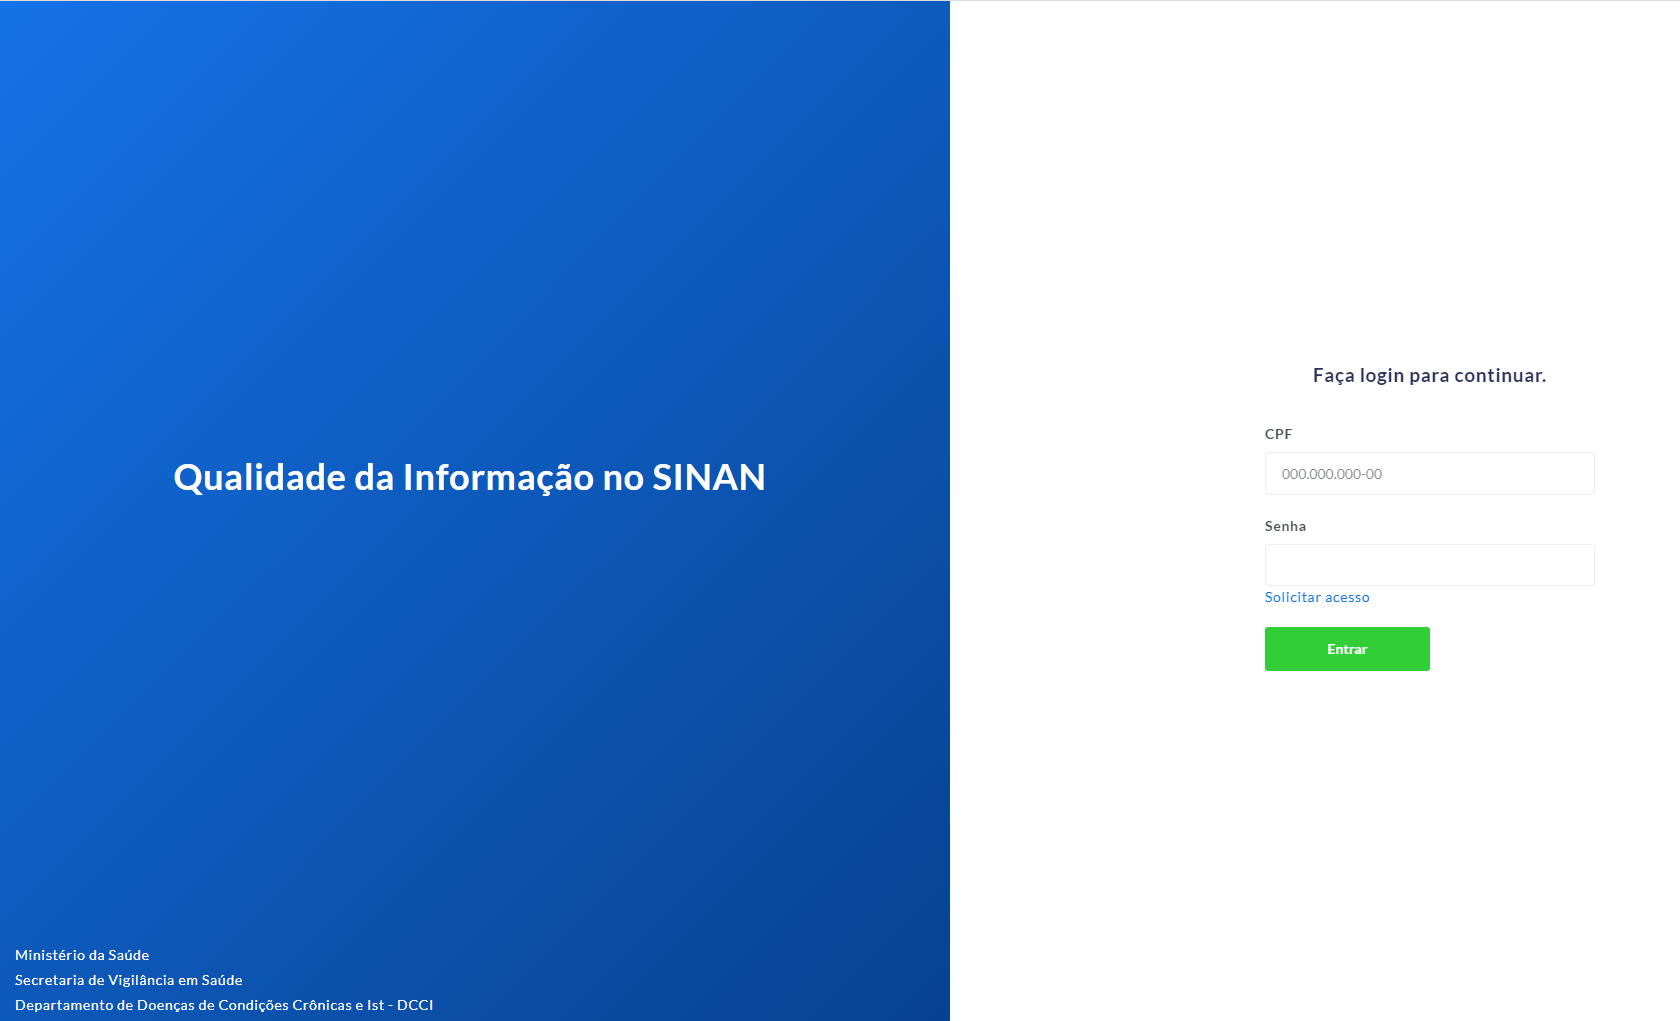 Qualidade da Informação no SINAN
Ministério da Saúde
Secretaria de Vigilância em Saúde
Departamento de Doenças de Condições Crônicas e Ist - DCCI
Faça login para continuar.
CPF
000.000.000-00
Senha
Solicitar acesso
Entrar